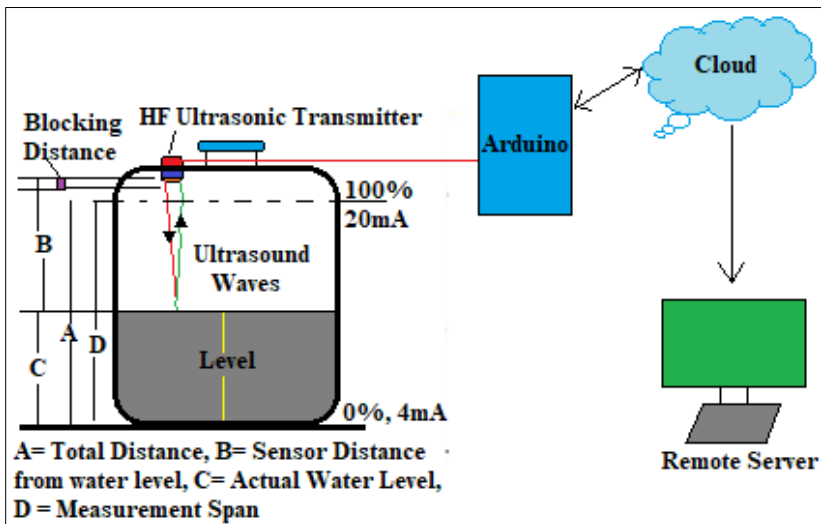 Cloud
HF Ultrasonic Transmitter
Blocking
Distance
Arduino
100%
20mA
B
Ultrasound
Waves
A
D
C
Level
0%, 4mA
A= Total Distance, B= Sensor Distance
from water level, C= Actual Water Level,
D = Measurement Span
Remote Server